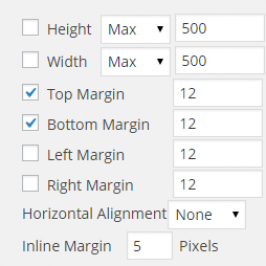 Height Max 500
Width Max 500
Top Margin 12
Bottom Margin 12
Left Margin 12
Right Margin 12
Horizontal Alignment None
Inline Margin 5 Pixels